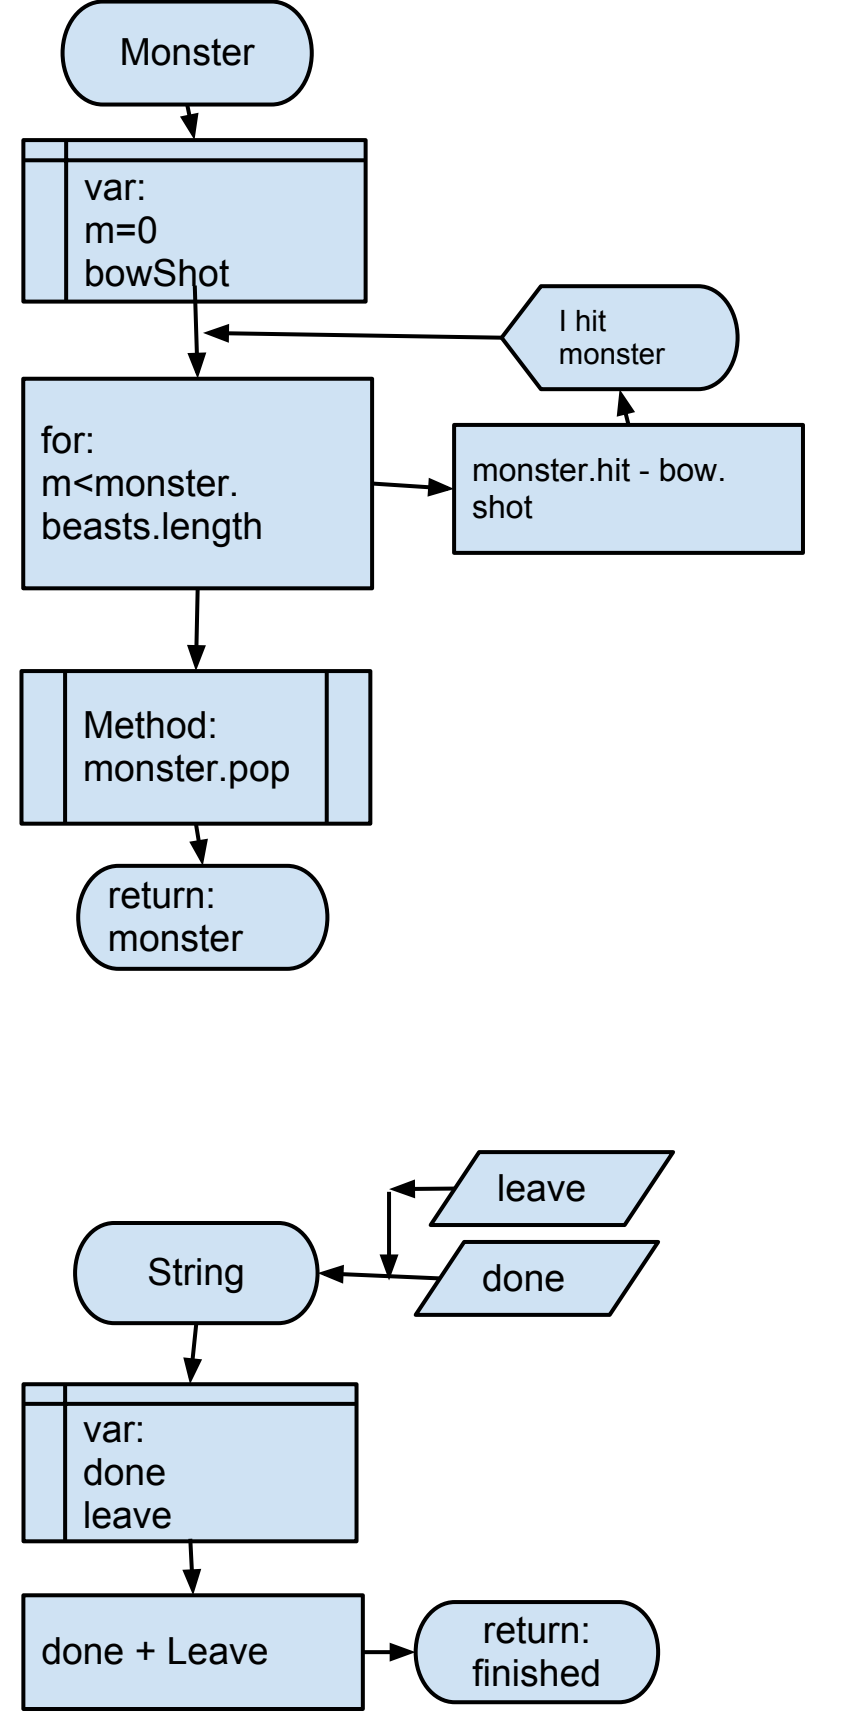 Monster
var:
m=0
bowShot
I hit
monster
for:
m<monster.
beasts.length
monster.hit - bow.
shot
Method:
monster.pop
return:
monster
leave
String
done
var:
done
leave
done + Leave
return:
finished